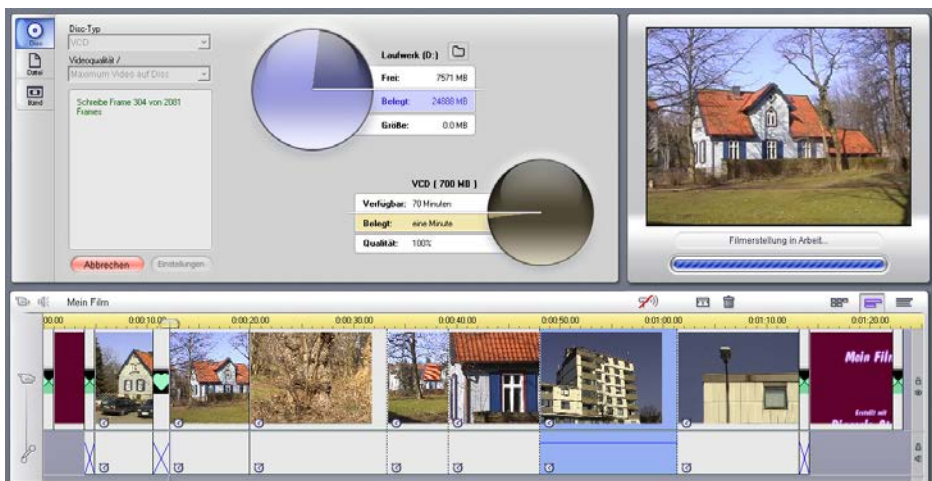 Disc
Datei
Band
Disc-Typ
VCD
Videoqualität /
Maximum Video auf Disc
Schreibe Frame 304 von 2081
Frames
Abbrechen
Einstellungen
Laufwerk (D:)
Frei: 7571 MB
Belegt: 24888 MB
Größe: 0.0 MB
VCD ( 700 MB )
Verfügbar: 70 Minuten
Belegt: eine Minute
Qualität: 100%
Filmerstellung in Arbeit...
Mein Film
00.00 0:00:10.00 0:00:20.00 0:00:30.00 0:00:40.00 0:00:50.00 0:01:00.00 0:01:10.00 0:01:20.00
Mein Film
Erstellt mit